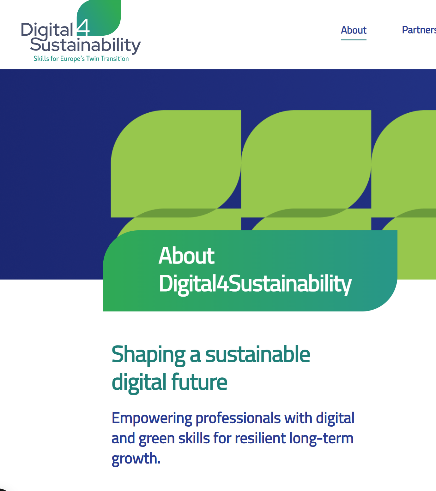 Digital4
Sustainability
Skills for Europe's Twin Transition
About
Partners
About
Digital4Sustainability
Shaping a sustainable
digital future
Empowering professionals with digital
and green skills for resilient long-term
growth.